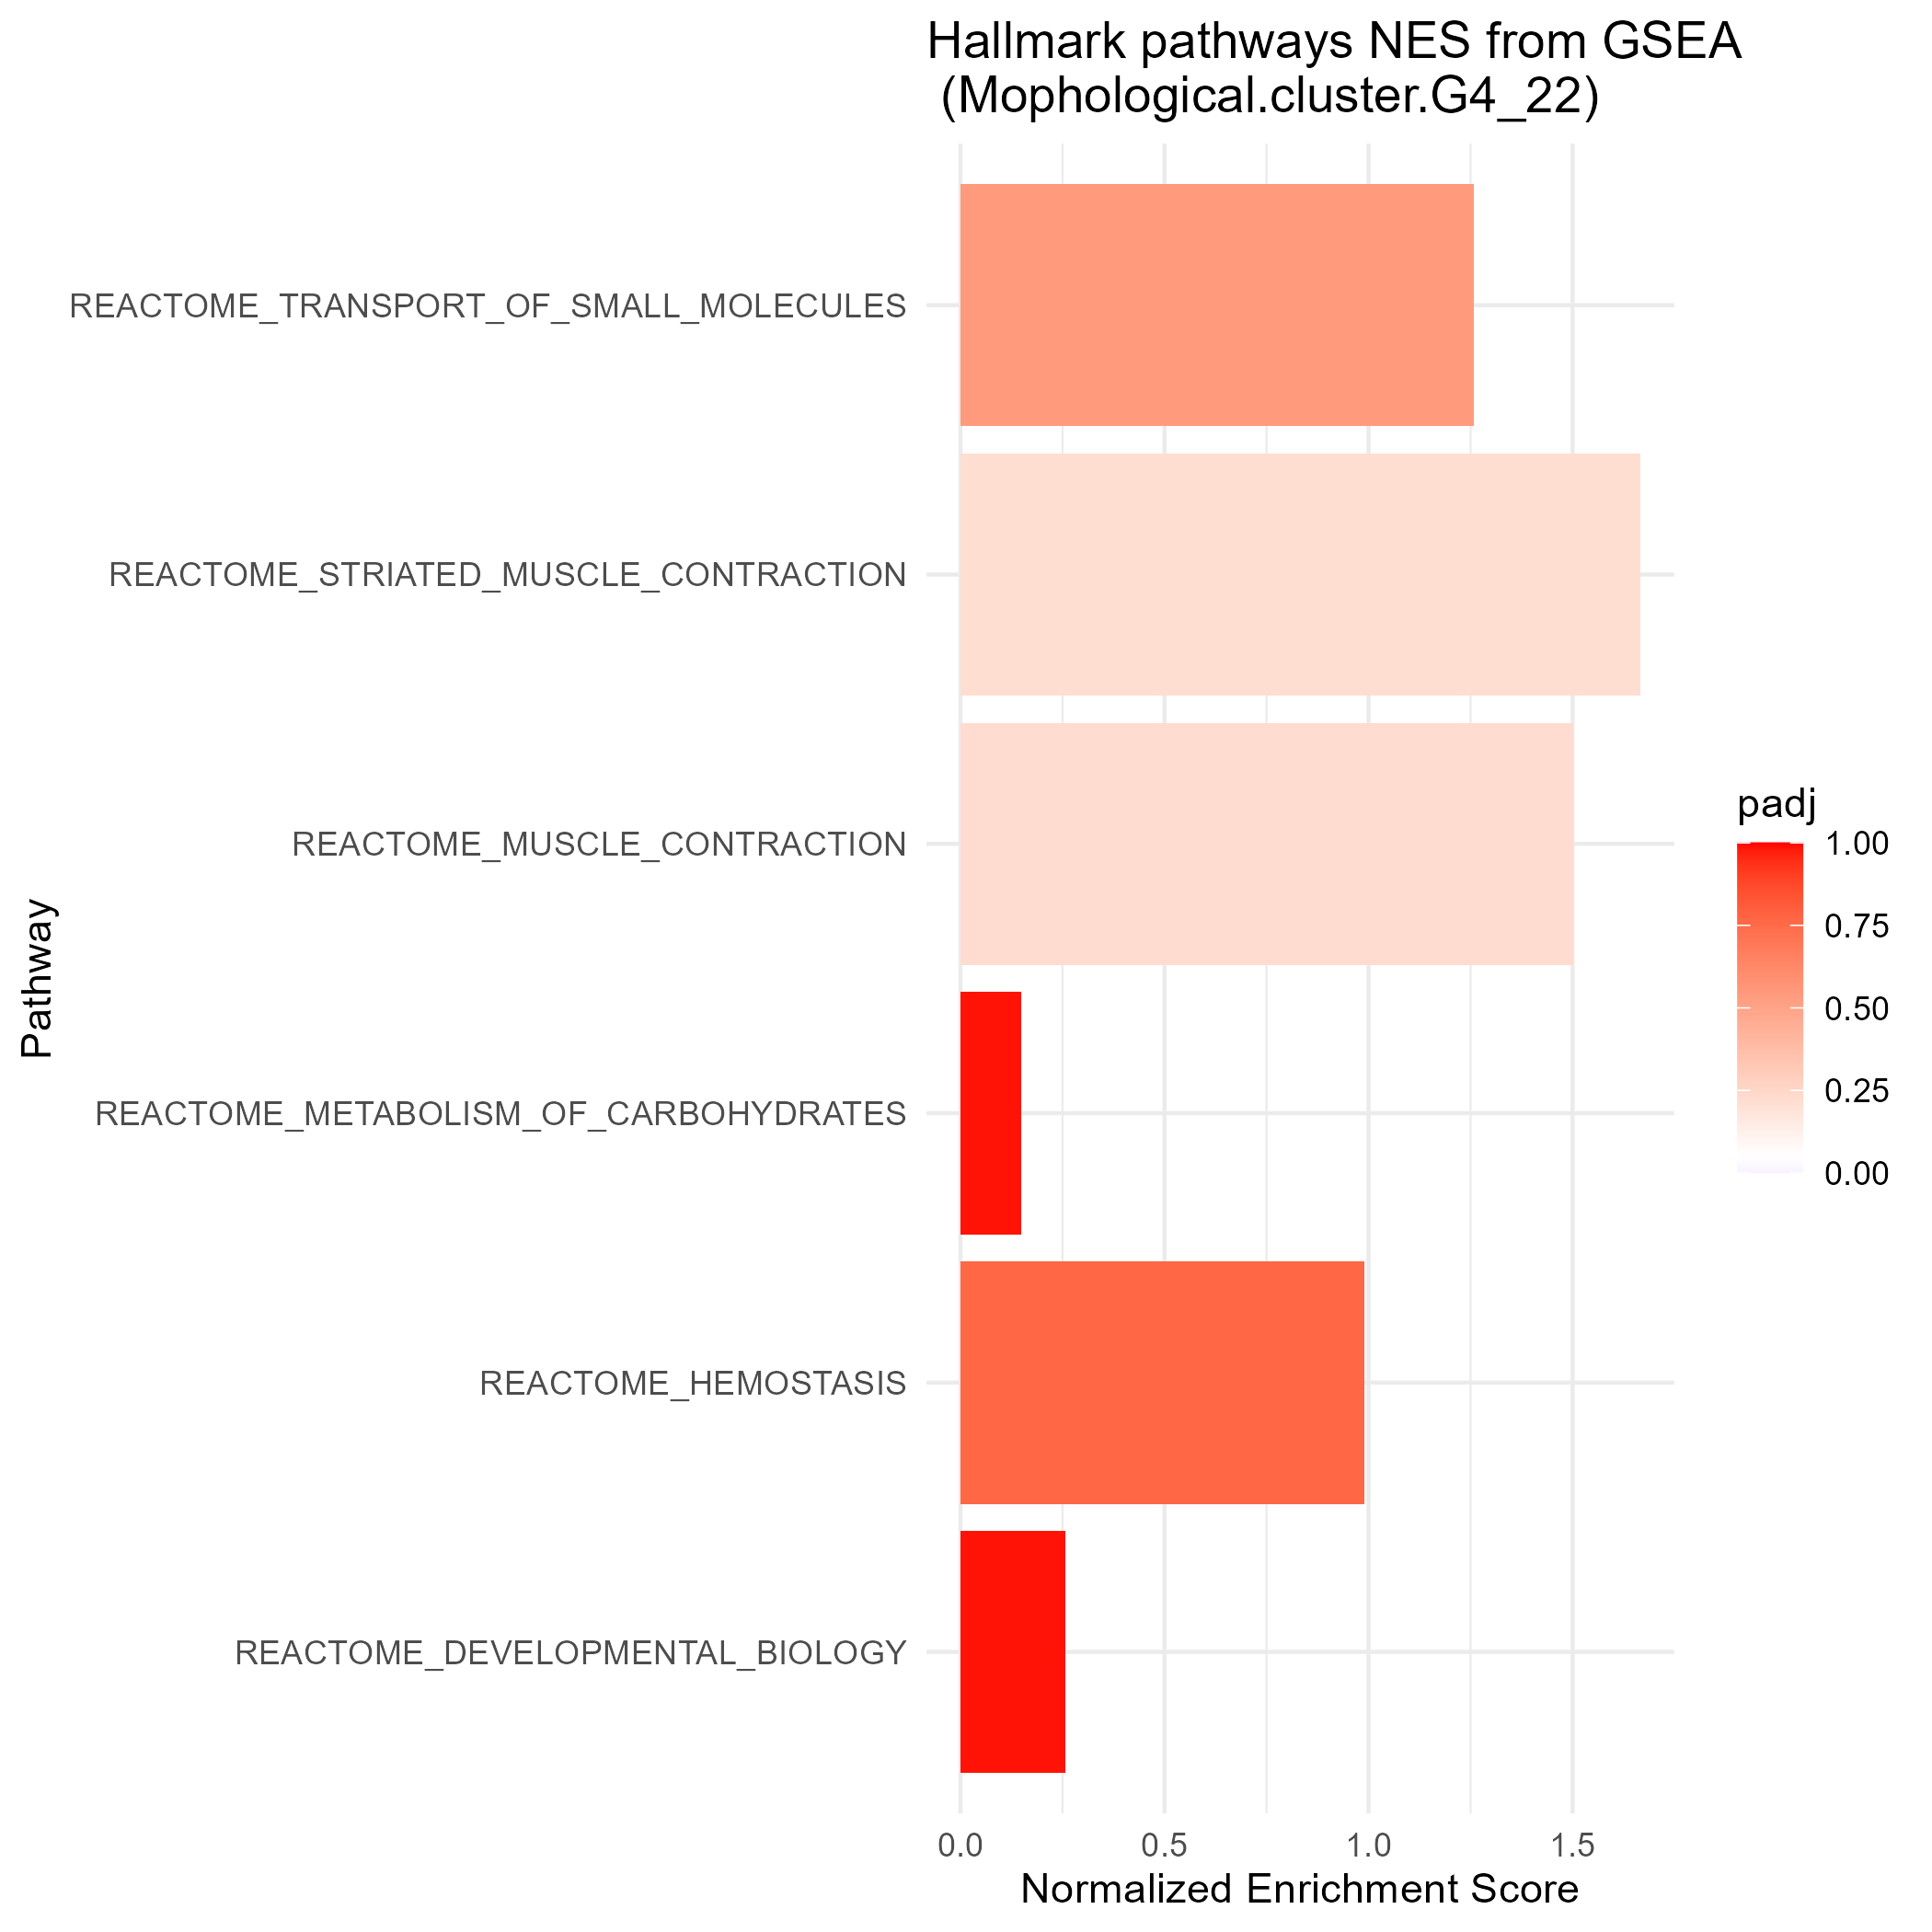 Hallmark pathways NES from GSEA
(Mophological.cluster.G4_22)
REACTOME_TRANSPORT_OF_SMALL_MOLECULES
REACTOME_STRIATED_MUSCLE_CONTRACTION
REACTOME_MUSCLE_CONTRACTION
REACTOME_METABOLISM_OF_CARBOHYDRATES
REACTOME_HEMOSTASIS
REACTOME_DEVELOPMENTAL_BIOLOGY
Pathway
0.0 0.5 1.0 1.5
Normalized Enrichment Score
padj
1.00
0.75
0.50
0.25
0.00